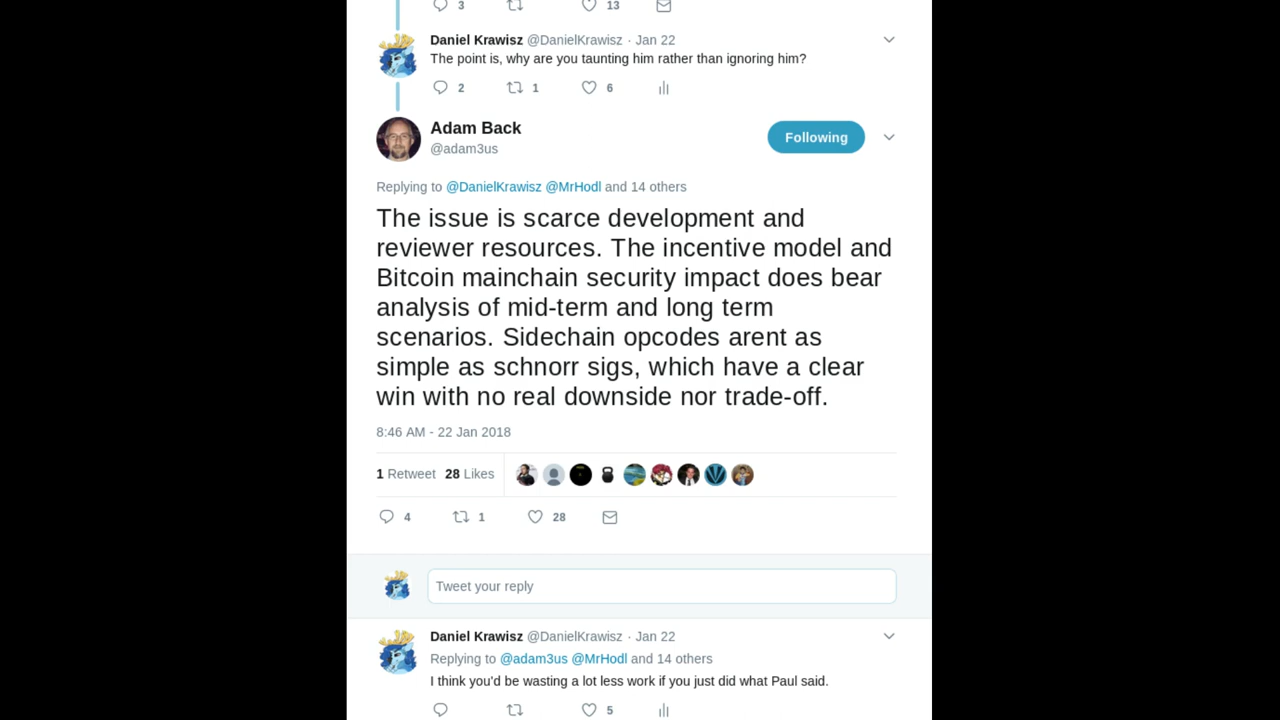 3 13
Daniel Krawisz @DanielKrawisz · Jan 22
The point is, why are you taunting him rather than ignoring him?
2 1 6
Adam Back
Following
@adam3us
Replying to @DanielKrawisz @MrHodl and 14 others
The issue is scarce development and
reviewer resources. The incentive model and
Bitcoin mainchain security impact does bear
analysis of mid-term and long term
scenarios. Sidechain opcodes arent as
simple as schnorr sigs, which have a clear
win with no real downside nor trade-off.
8:46 AM - 22 Jan 2018
1 Retweet 28 Likes
4 1 28
Tweet your reply
Daniel Krawisz @DanielKrawisz · Jan 22
Replying to @adam3us @MrHodl and 14 others
I think you'd be wasting a lot less work if you just did what Paul said.
5